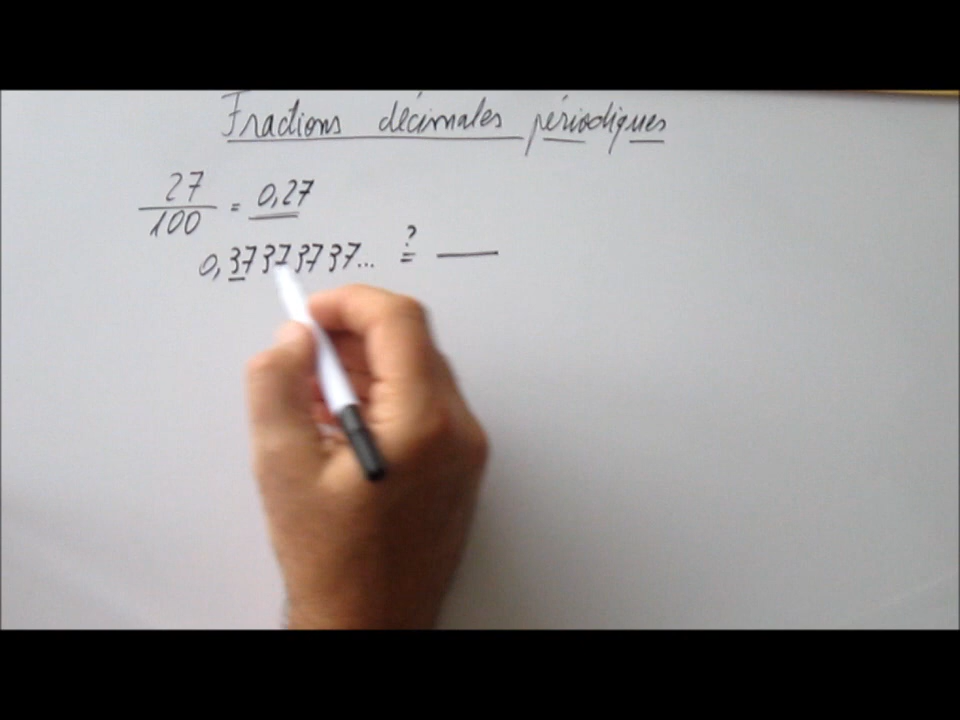 Fractions décimales périodiques
27/100 = 0,27
0,37373737... ?= —